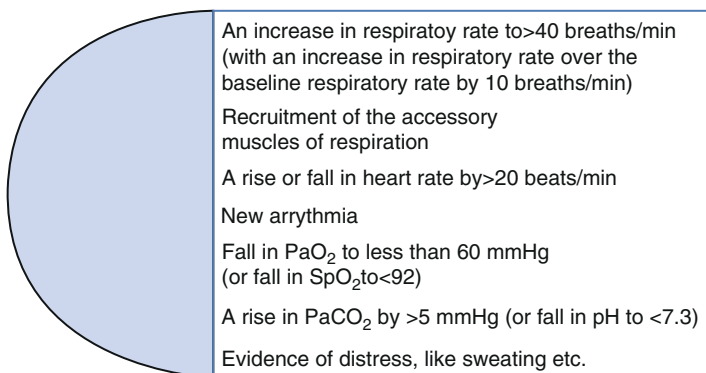 An increase in respiratoy rate to>40 breaths/min
(with an increase in respiratory rate over the
baseline respiratory rate by 10 breaths/min)
Recruitment of the accessory
muscles of respiration
A rise or fall in heart rate by>20 beats/min
New arrythmia
Fall in PaO₂ to less than 60 mmHg
(or fall in SpO₂to<92)
A rise in PaCO₂ by >5 mmHg (or fall in pH to <7.3)
Evidence of distress, like sweating etc.